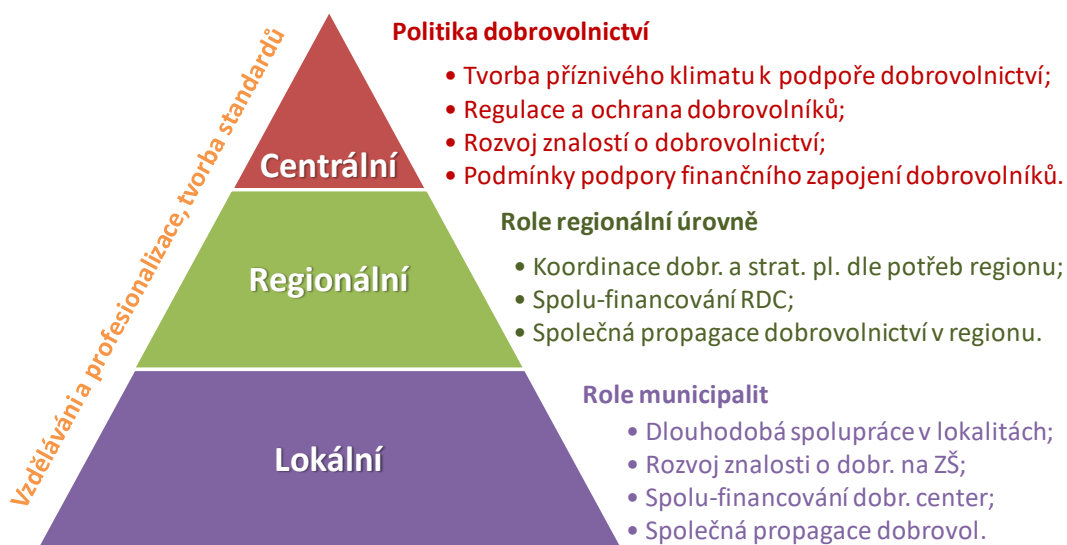 Politika dobrovolnictví
• Tvorba příznivého klimatu k podpoře dobrovolnictví;
• Regulace a ochrana dobrovolníků;
• Rozvoj znalostí o dobrovolnictví;
• Podmínky podpory finančního zapojení dobrovolníků.
Centrální
Role regionální úrovně
• Koordinace dobr. a strat. pl. dle potřeb regionu;
• Spolu-financování RDC;
• Společná propagace dobrovolnictví v regionu.
Regionální
Role municipalit
• Dlouhodobá spolupráce v lokalitách;
• Rozvoj znalosti o dobr. na ZŠ;
• Spolu-financování dobr. center;
• Společná propagace dobrovol.
Lokální
Vzděláváni a profesionalizace, tvorba standardů